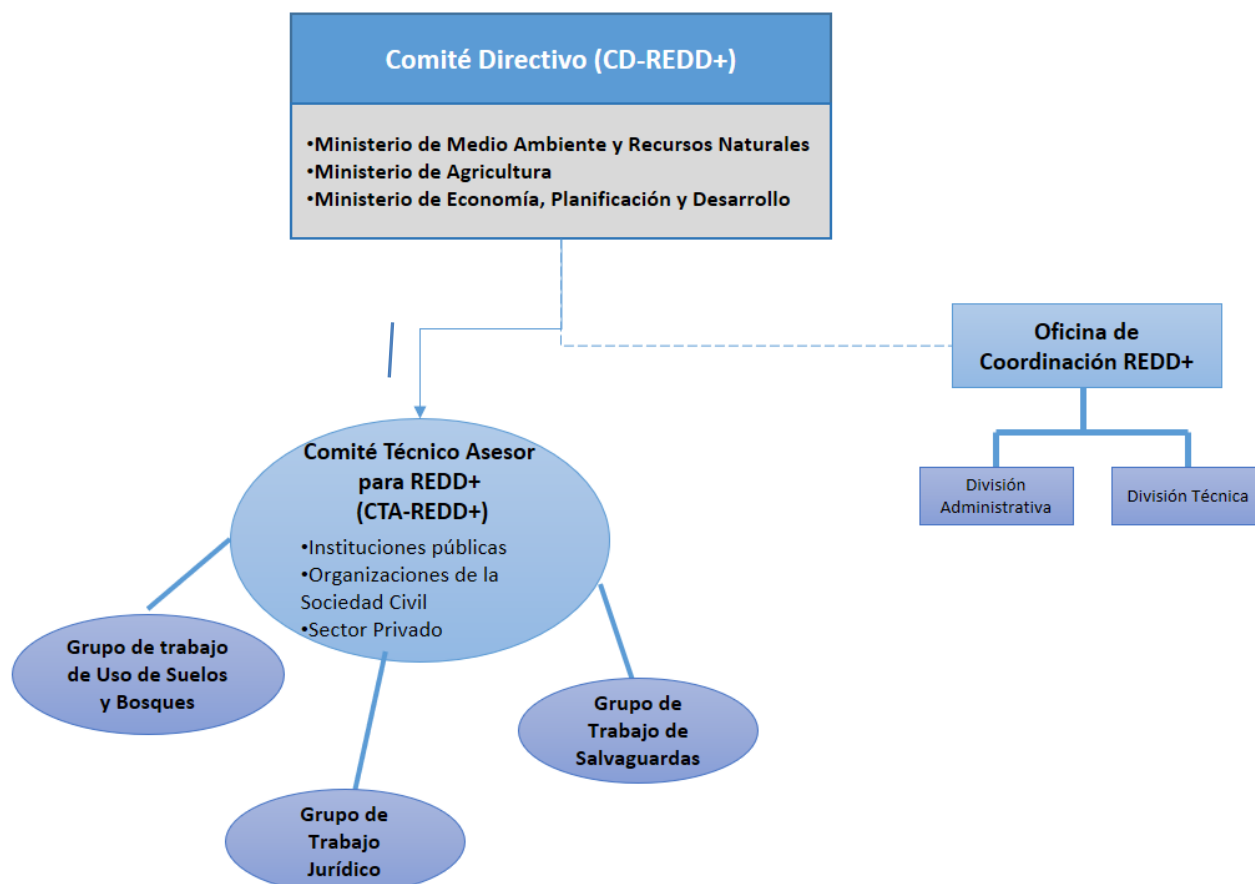 Comité Directivo (CD-REDD+)
•Ministerio de Medio Ambiente y Recursos Naturales
•Ministerio de Agricultura
•Ministerio de Economía, Planificación y Desarrollo
Oficina de
Coordinación REDD+
División
Administrativa
División Técnica
Comité Técnico Asesor
para REDD+
(CTA-REDD+)
•Instituciones públicas
•Organizaciones de la
Sociedad Civil
•Sector Privado
Grupo de trabajo
de Uso de Suelos
y Bosques
Grupo de
Trabajo de
Salvaguardas
Grupo de
Trabajo
Jurídico